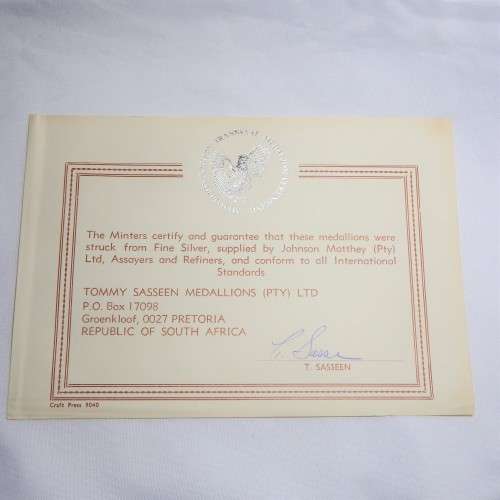 The Minters certify and guarantee that these medallions were
struck from Fine Silver, supplied by Johnson Matthey (Pty)
Ltd, Assayers and Refiners, and conform to all International
Standards
TOMMY SASSEEN MEDALLIONS (PTY) LTD
P.O. Box 17098
Groenkloof, 0027 PRETORIA
REPUBLIC OF SOUTH AFRICA
T. Sasseen
T. SASSEEN
Craft Press 9040